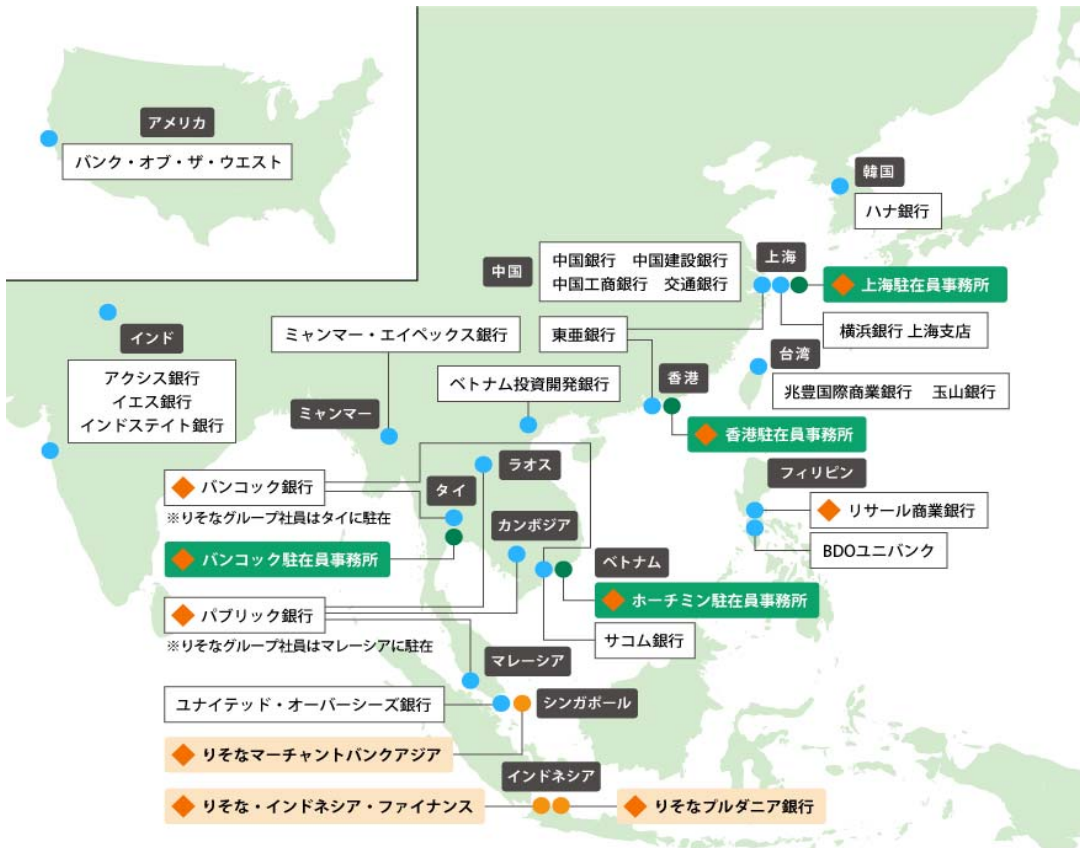 アメリカ
バンク・オブ・ザ・ウエスト
韓国
ハナ銀行
中国
中国銀行　中国建設銀行
中国工商銀行　交通銀行
上海
上海駐在員事務所
横浜銀行 上海支店
東亜銀行
台湾
兆豊国際商業銀行　玉山銀行
香港
香港駐在員事務所
インド
アクシス銀行
イエス銀行
インドステイト銀行
ミャンマー・エイペックス銀行
ミャンマー
ベトナム投資開発銀行
ラオス
フィリピン
リサール商業銀行
BDOユニバンク
バンコック銀行
※りそなグループ社員はタイに駐在
タイ
バンコック駐在員事務所
カンボジア
ベトナム
ホーチミン駐在員事務所
サコム銀行
パブリック銀行
※りそなグループ社員はマレーシアに駐在
マレーシア
ユナイテッド・オーバーシーズ銀行
シンガポール
りそなマーチャントバンクアジア
インドネシア
りそな・インドネシア・ファイナンス
りそなプルダニア銀行